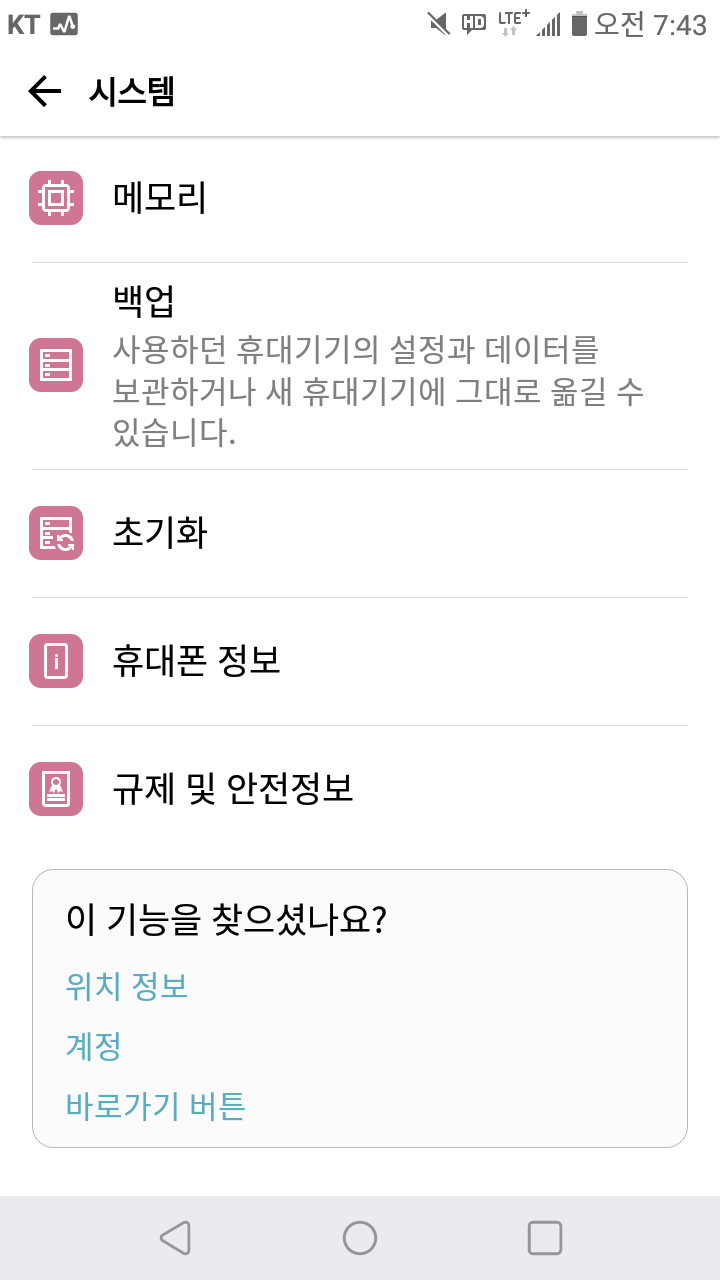 KT HD LTE+ 오전 7:43
시스템
메모리
백업
사용하던 휴대기기의 설정과 데이터를
보관하거나 새 휴대기기에 그대로 옮길 수
있습니다.
초기화
휴대폰 정보
규제 및 안전정보
이 기능을 찾으셨나요?
위치 정보
계정
바로가기 버튼